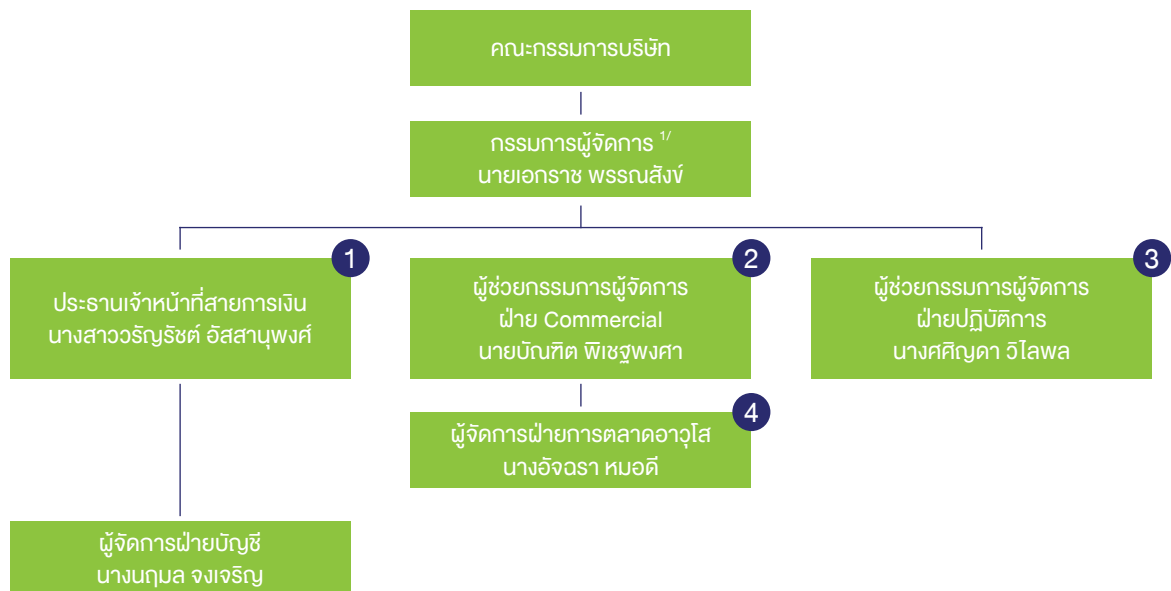 คณะกรรมการบริษัท
กรรมการผู้จัดการ 1/
นายเอกราช พรรณสังข์
1
ประธานเจ้าหน้าที่สายการเงิน
นางสาววรัญรัชต์ อัสสานุพงศ์
2
ผู้ช่วยกรรมการผู้จัดการ
ฝ่าย Commercial
นายบัณฑิต พิเชฐพงศา
3
ผู้ช่วยกรรมการผู้จัดการ
ฝ่ายปฏิบัติการ
นางศศิญดา วิไลพล
4
ผู้จัดการฝ่ายการตลาดอาวุโส
นางอัจฉรา หมอดี
ผู้จัดการฝ่ายบัญชี
นางนฤมล จงเจริญ